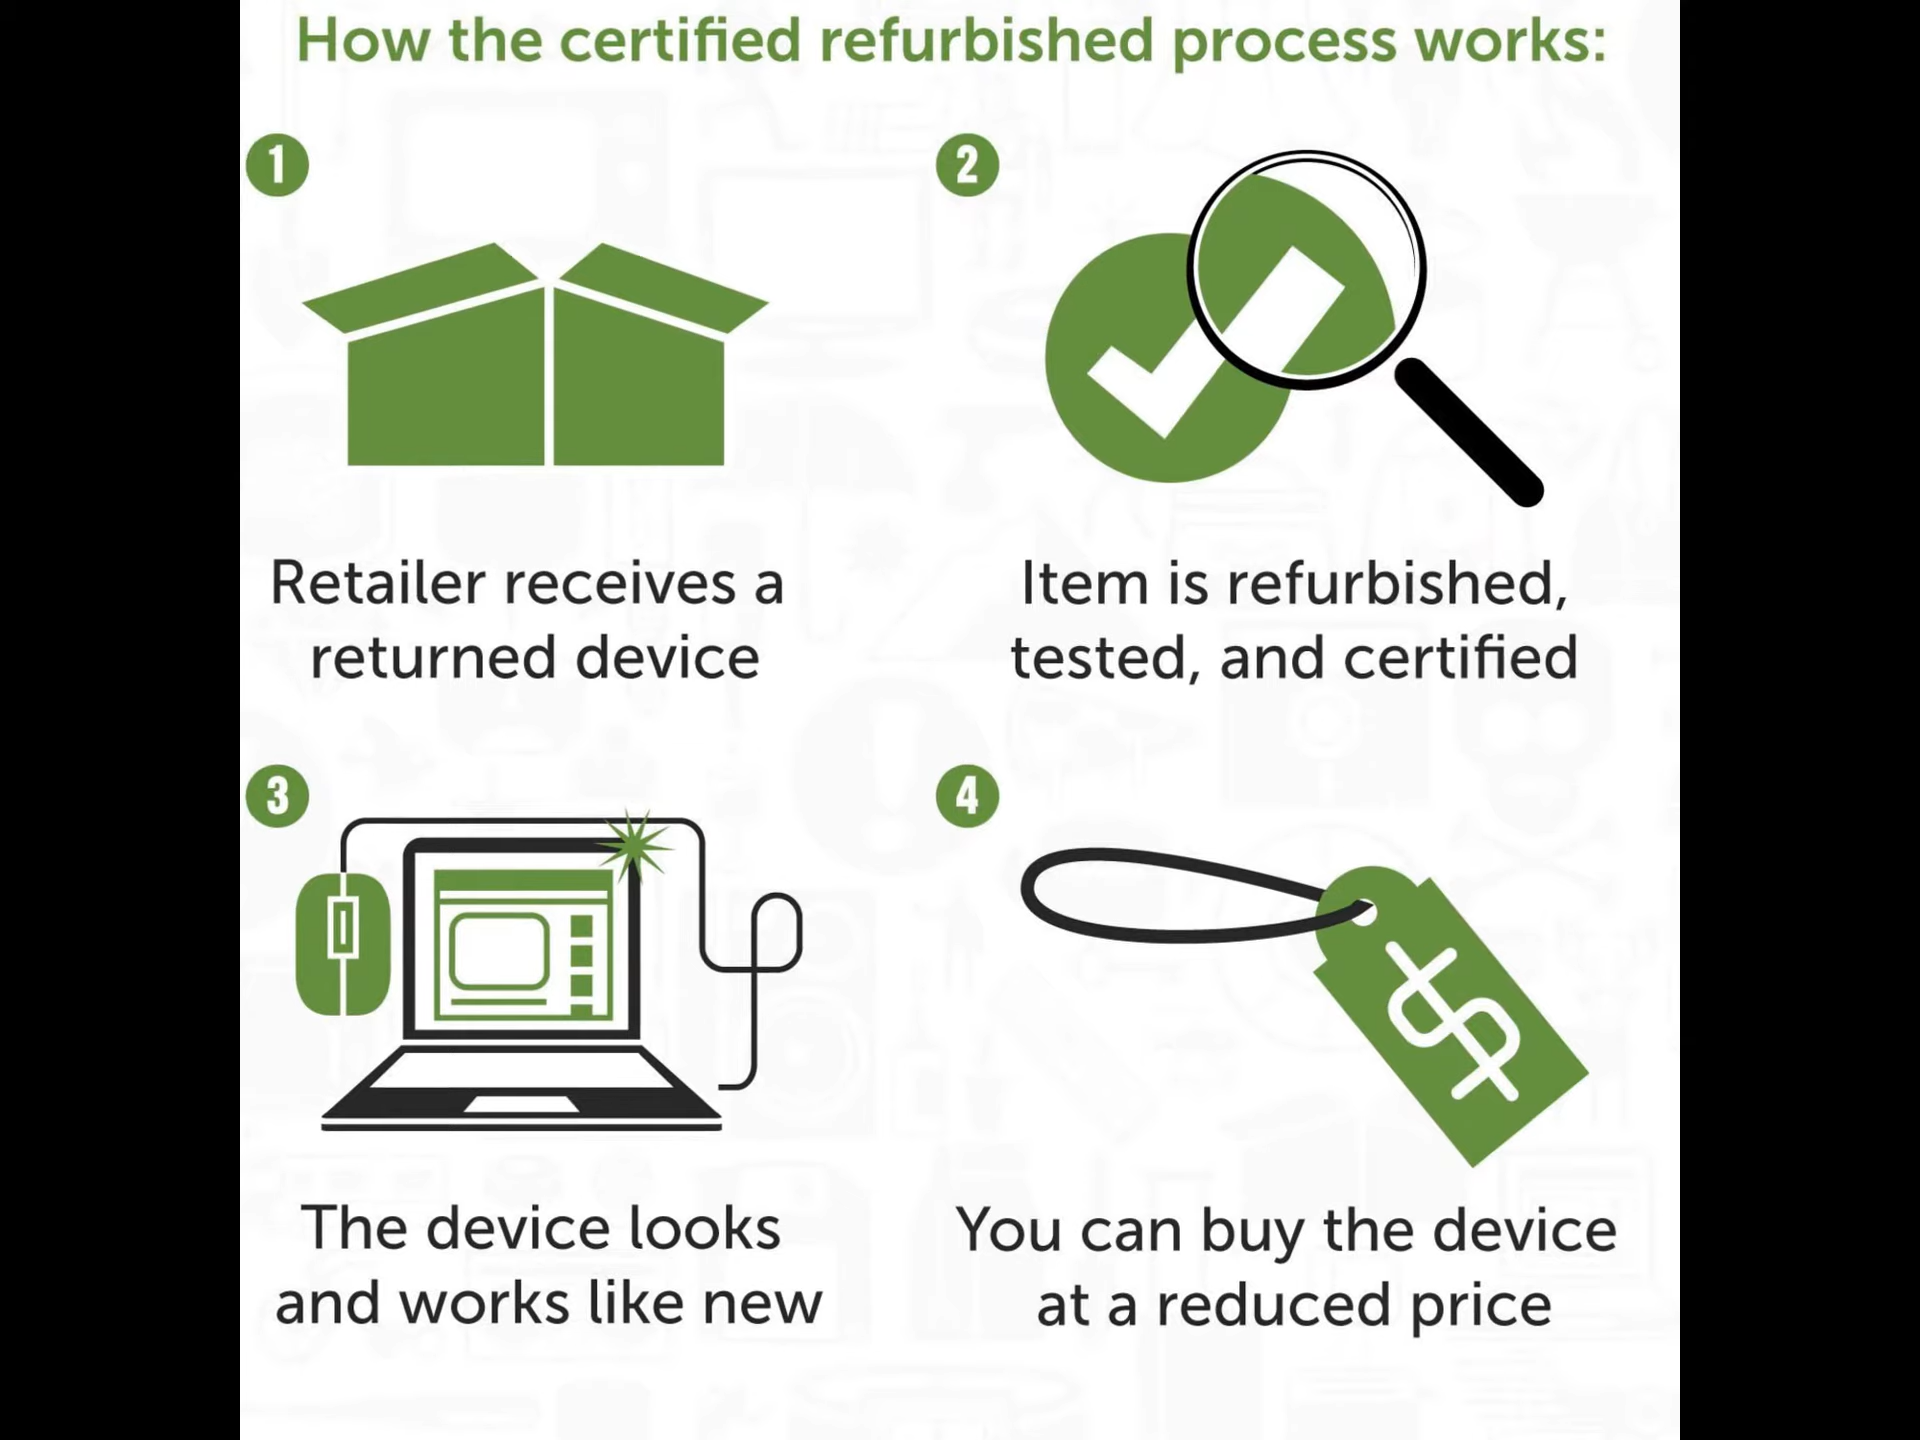 How the certified refurbished process works:
1
Retailer receives a
returned device
2
Item is refurbished,
tested, and certified
3
The device looks
and works like new
4
$
You can buy the device
at a reduced price